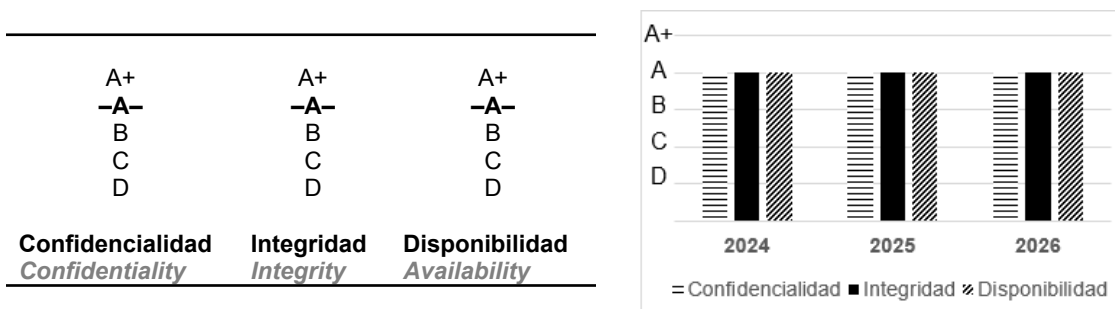 A+ A+ A+
–A– –A– –A–
B B B
C C C
D D D
Confidencialidad Integridad Disponibilidad
Confidentiality Integrity Availability
A+
A
B
C
D
2024 2025 2026
Confidencialidad Integridad Disponibilidad